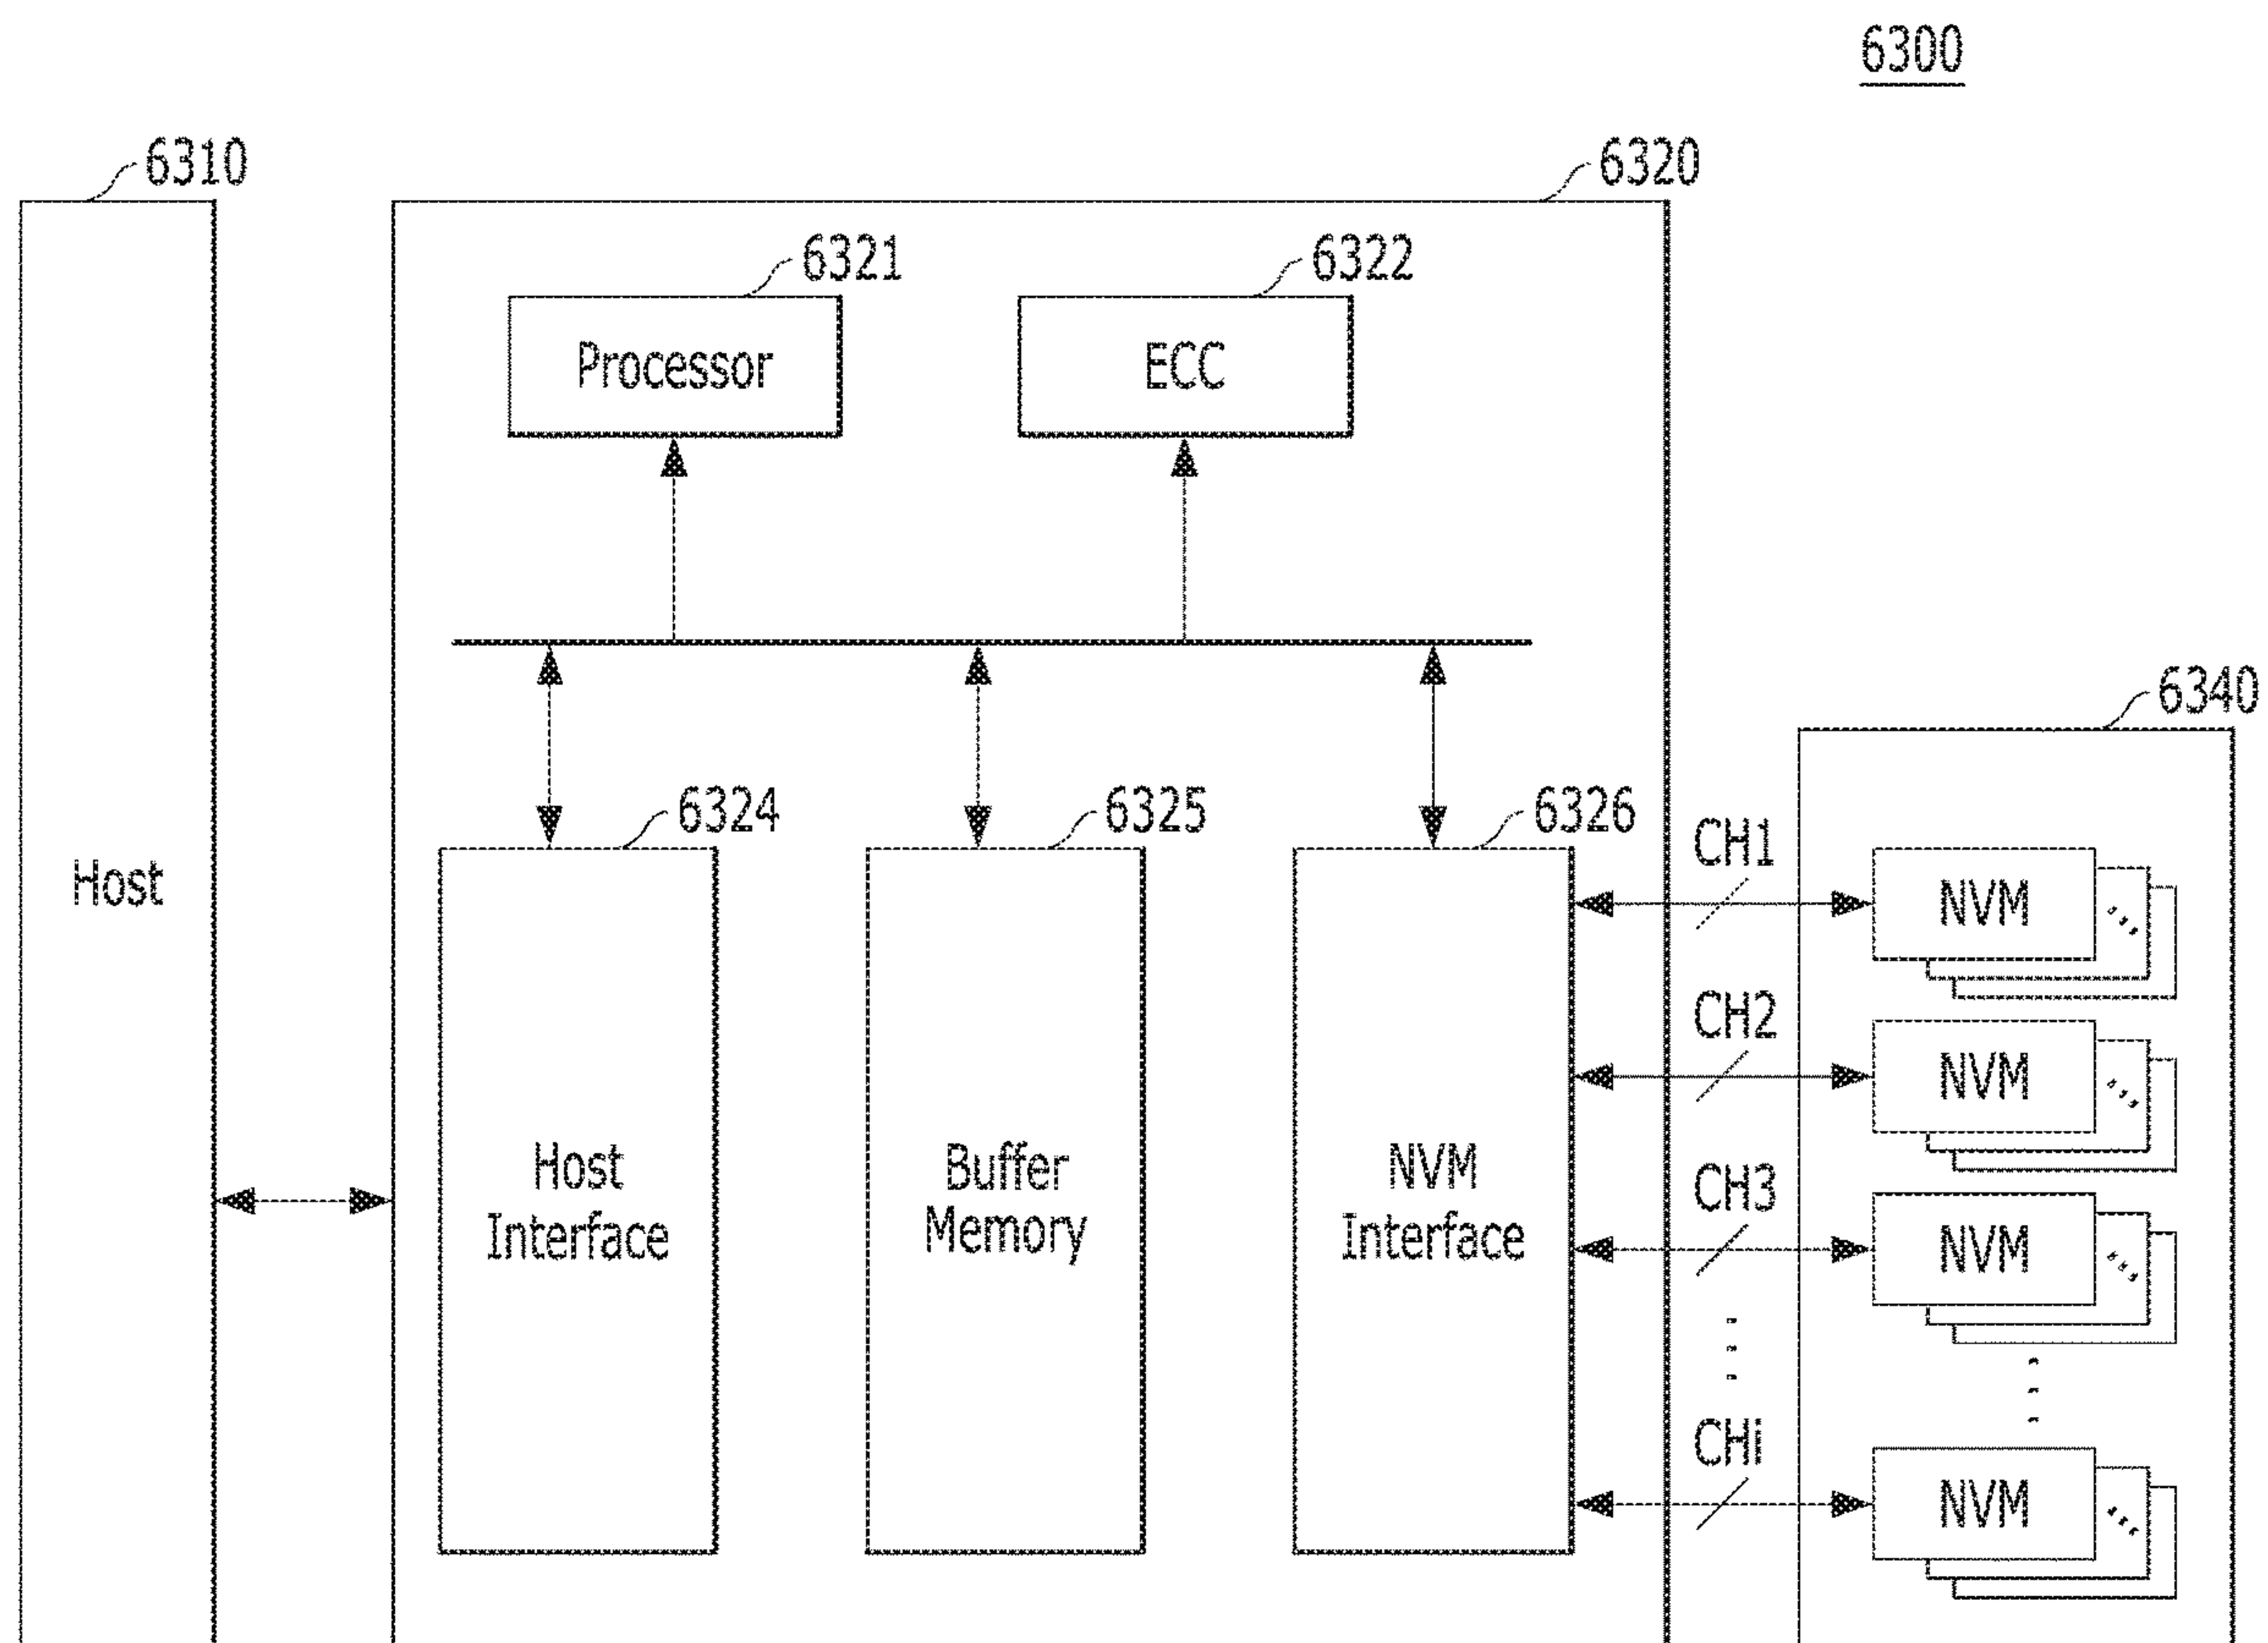 6300
6310
6320
6321
6322
Processor
ECC
6340
6324
6325
6326
CH1
Host
NVM
CH2
NVM
Host
Interface
Buffer
Memory
NVM
Interface
CH3
NVM
CHi
NVM